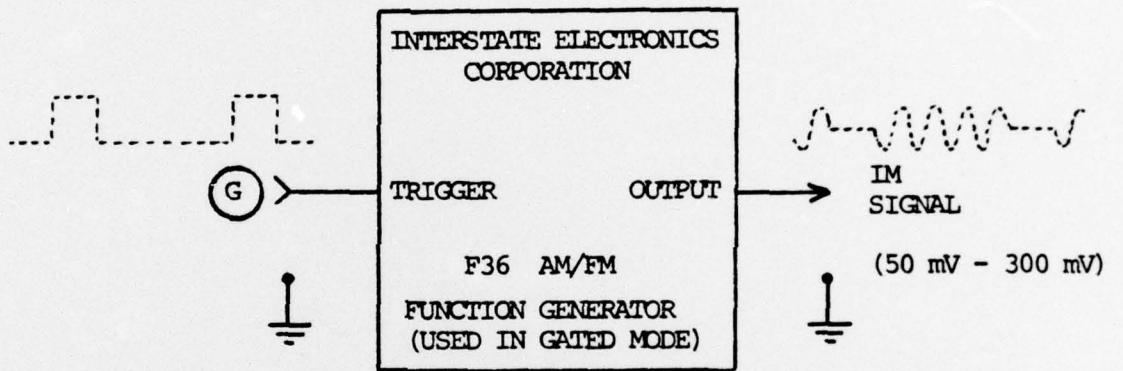 INTERSTATE ELECTRONICS
CORPORATION
G
TRIGGER
OUTPUT
IM
SIGNAL
(50 mV - 300 mV)
F36 AM/FM
FUNCTION GENERATOR
(USED IN GATED MODE)